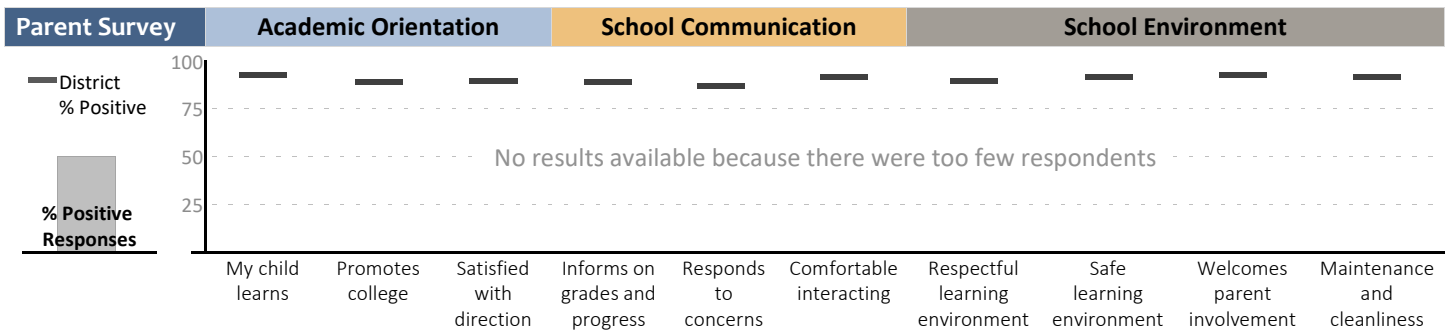 Parent Survey
Academic Orientation
School Communication
School Environment
District
% Positive
% Positive
Responses
100
75
50
25
No results available because there were too few respondents
My child
learns
Promotes
college
Satisfied
with
direction
Informs on
grades and
progress
Responds
to
concerns
Comfortable
interacting
Respectful
learning
environment
Safe
learning
environment
Welcomes
parent
involvement
Maintenance
and
cleanliness